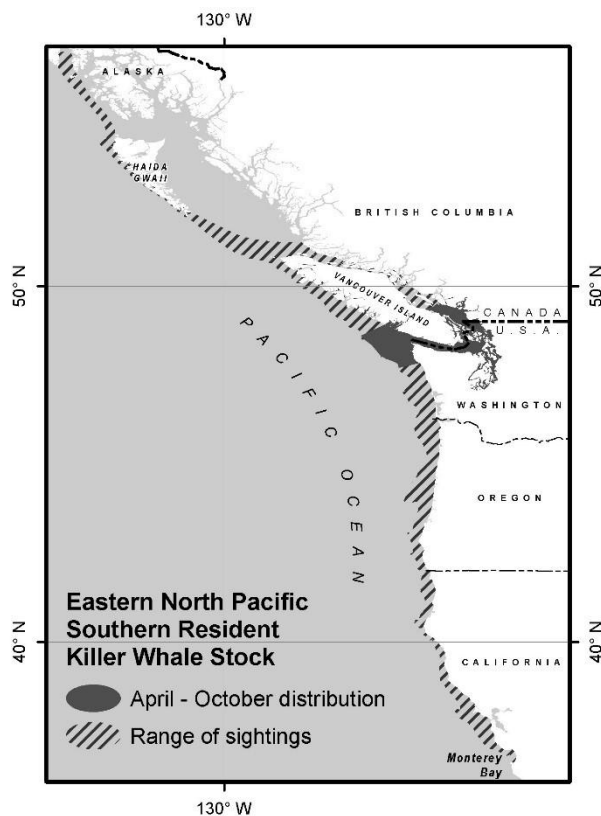 130° W
ALASKA
HAIDA
GWAII
BRITISH COLUMBIA
50° N
50° N
VANCOUVER ISLAND
CANADA
U.S.A.
PACIFIC OCEAN
WASHINGTON
OREGON
Eastern North Pacific
Southern Resident
Killer Whale Stock
40° N
40° N
CALIFORNIA
April - October distribution
Range of sightings
Monterey
Bay
130° W